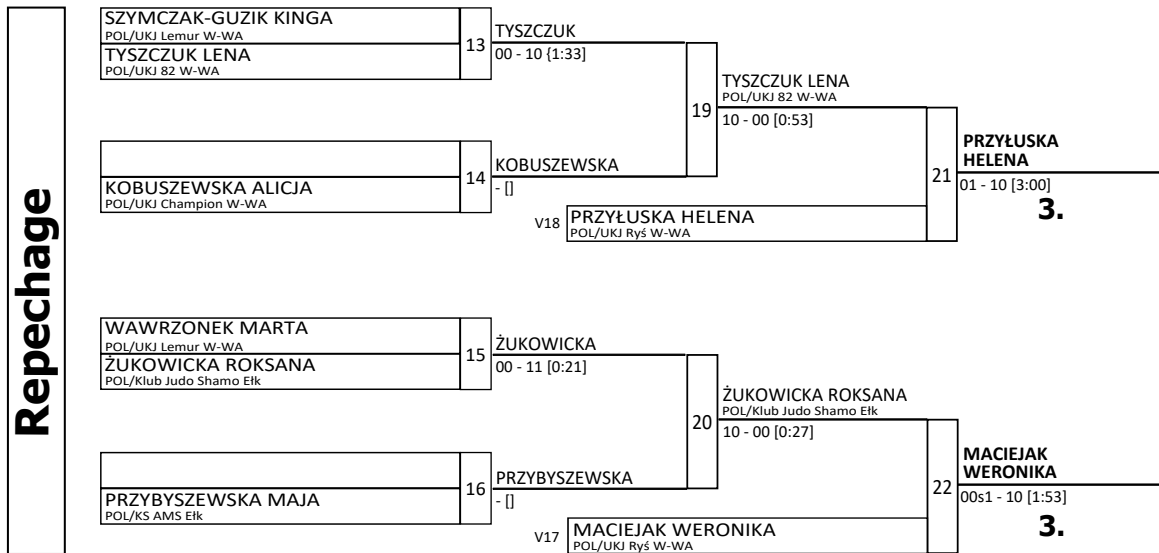 Repechage
SZYMCZAK-GUZIK KINGA
POL/UKJ Lemur W-WA
TYSZCZUK LENA
POL/UKJ 82 W-WA
13
TYSZCZUK
00 - 10 {1:33]
KOBUSZEWSKA ALICJA
POL/UKJ Champion W-WA
14
KOBUSZEWSKA
- []
19
TYSZCZUK LENA
POL/UKJ 82 W-WA
10 - 00 [0:53]
V18
PRZYŁUSKA HELENA
POL/UKJ Ryś W-WA
21
PRZYŁUSKA
HELENA
01 - 10 [3:00]
3.
WAWRZONEK MARTA
POL/UKJ Lemur W-WA
ŻUKOWICKA ROKSANA
POL/Klub Judo Shamo Ełk
15
ŻUKOWICKA
00 - 11 [0:21]
PRZYBYSZEWSKA MAJA
POL/KS AMS Ełk
16
PRZYBYSZEWSKA
- []
20
ŻUKOWICKA ROKSANA
POL/Klub Judo Shamo Ełk
10 - 00 [0:27]
V17
MACIEJAK WERONIKA
POL/UKJ Ryś W-WA
22
MACIEJAK
WERONIKA
00s1 - 10 [1:53]
3.